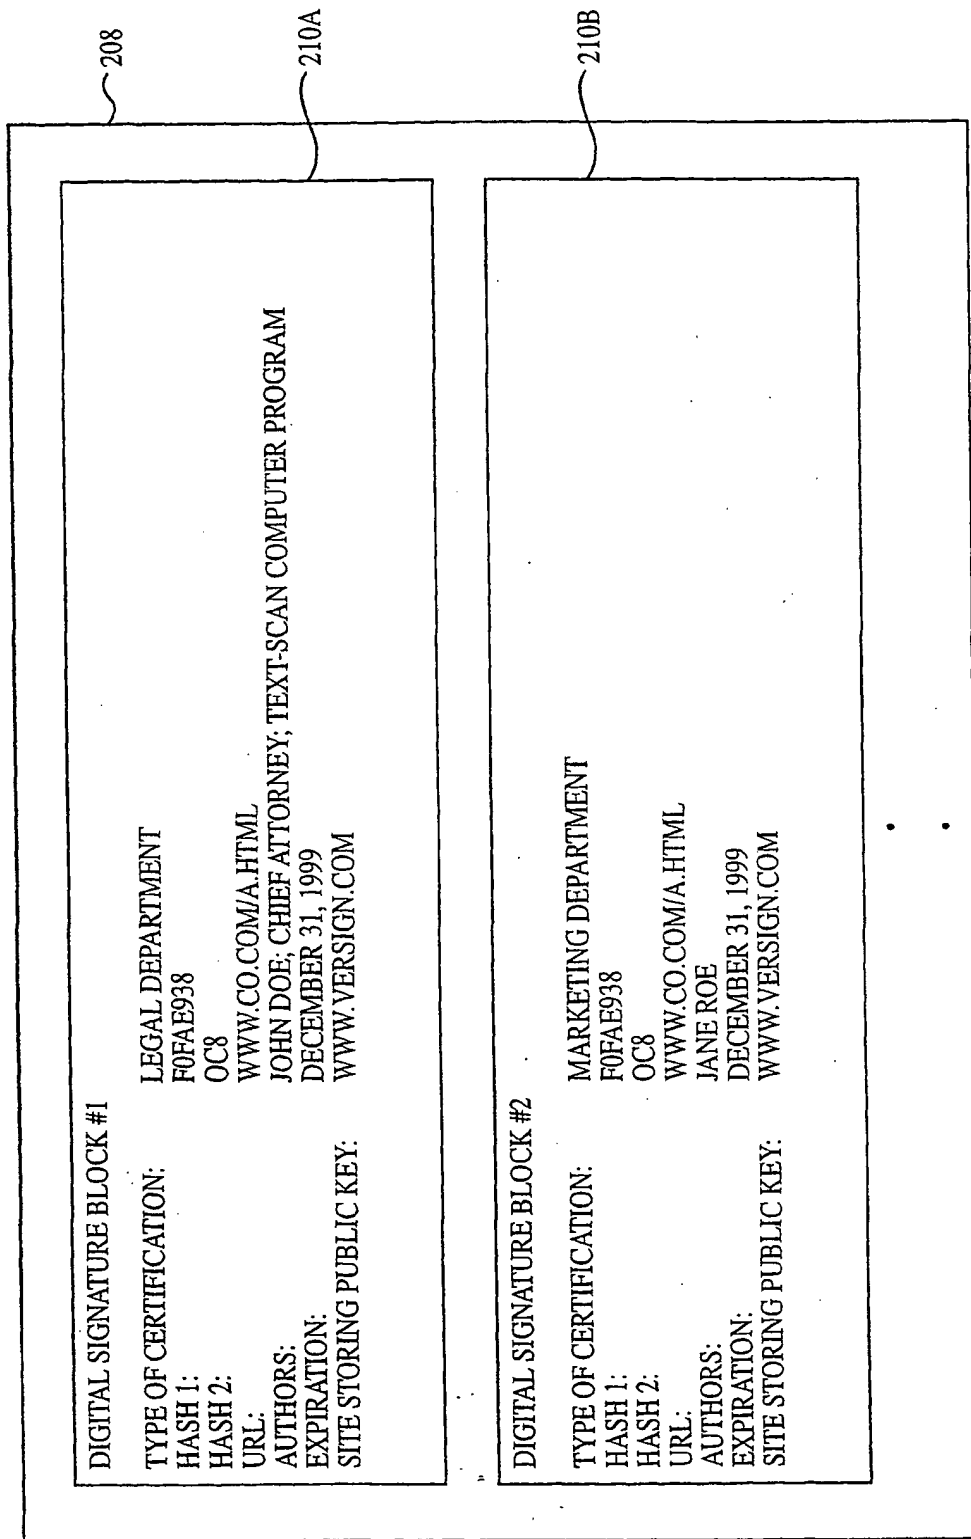 208
210A
DIGITAL SIGNATURE BLOCK #1
TYPE OF CERTIFICATION: LEGAL DEPARTMENT
HASH 1: F0FAE938
HASH 2: OC8
URL: WWW.CO.COM/A.HTML
AUTHORS: JOHN DOE; CHIEF ATTORNEY; TEXT-SCAN COMPUTER PROGRAM
EXPIRATION: DECEMBER 31, 1999
SITE STORING PUBLIC KEY: WWW.VERSIGN.COM
210B
DIGITAL SIGNATURE BLOCK #2
TYPE OF CERTIFICATION: MARKETING DEPARTMENT
HASH 1: F0FAE938
HASH 2: OC8
URL: WWW.CO.COM/A.HTML
AUTHORS: JANE ROE
EXPIRATION: DECEMBER 31, 1999
SITE STORING PUBLIC KEY: WWW.VERSIGN.COM